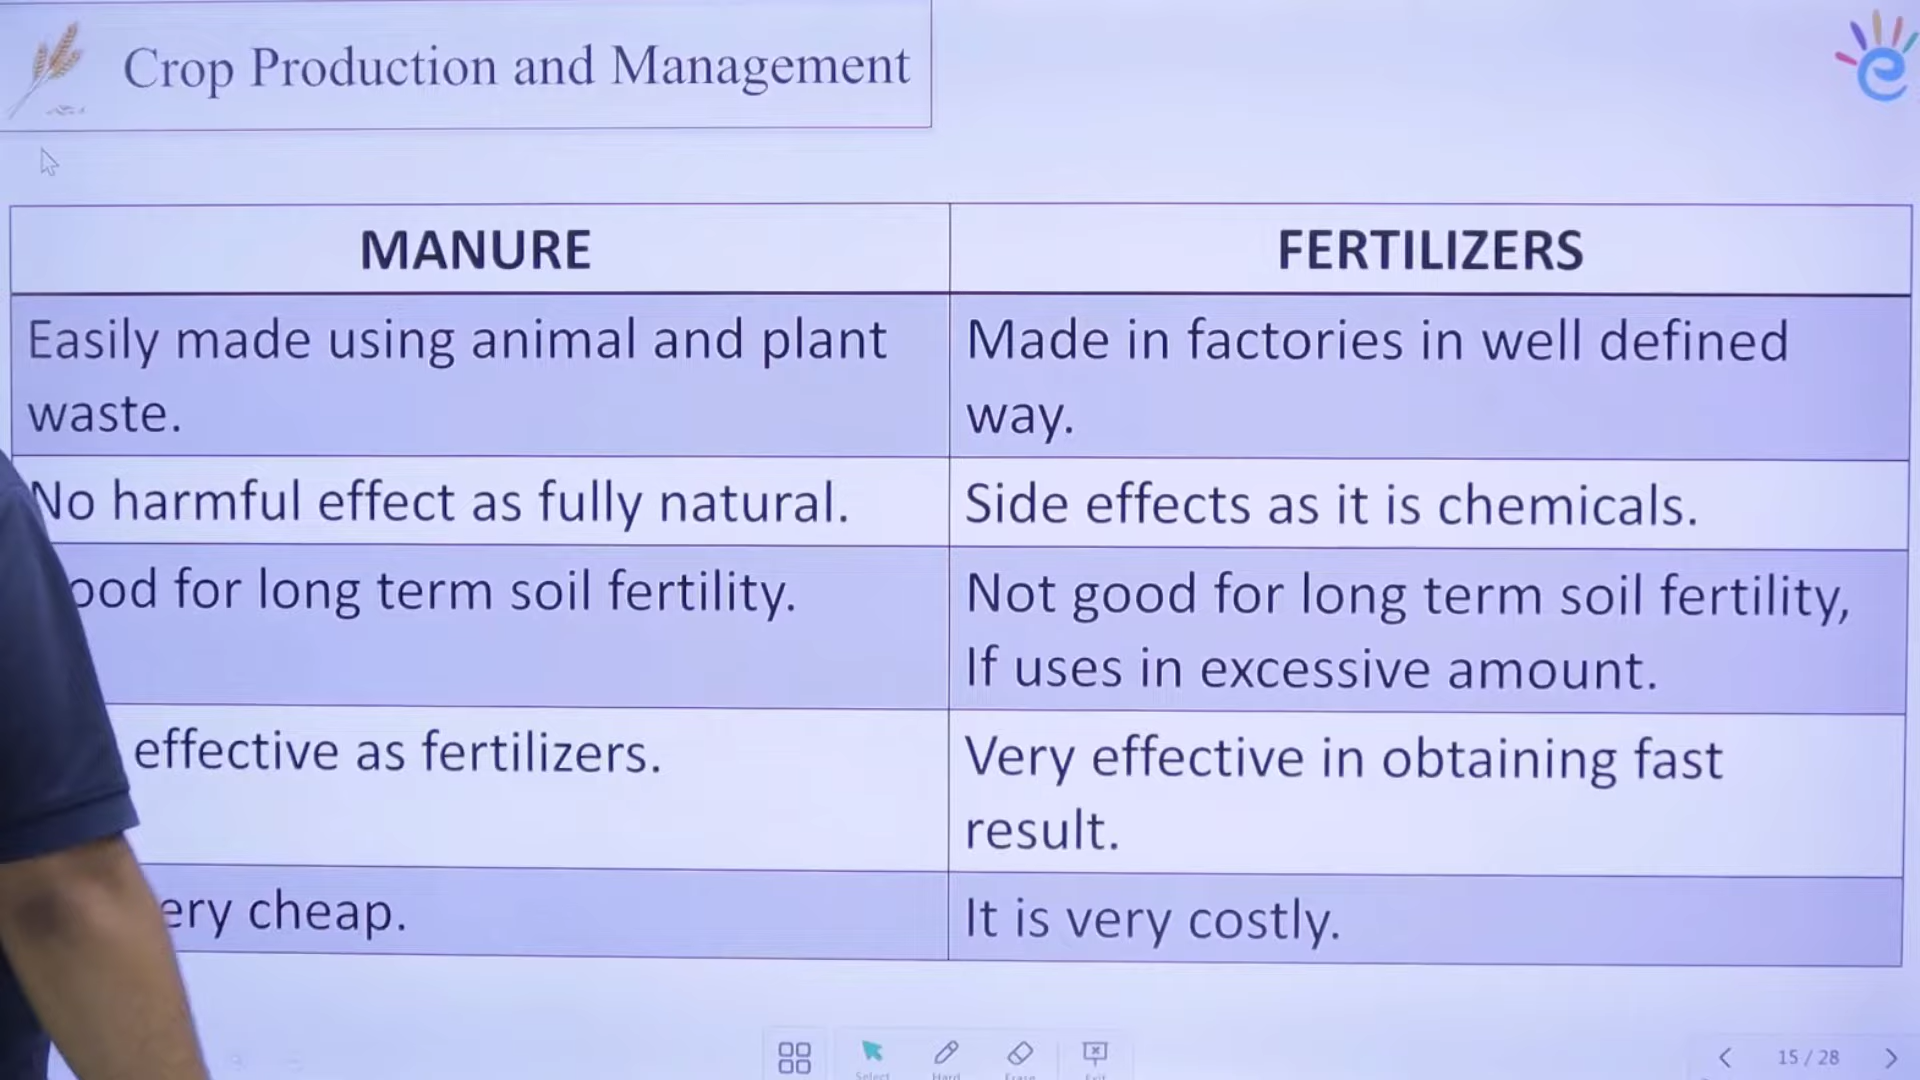 Crop Production and Management
MANURE
FERTILIZERS
Easily made using animal and plant
waste.
Made in factories in well defined
way.
No harmful effect as fully natural.
Side effects as it is chemicals.
for long term soil fertility.
Not good for long term soil fertility,
If uses in excessive amount.
effective as fertilizers.
Very effective in obtaining fast
result.
cheap.
It is very costly.
Select
15 / 28